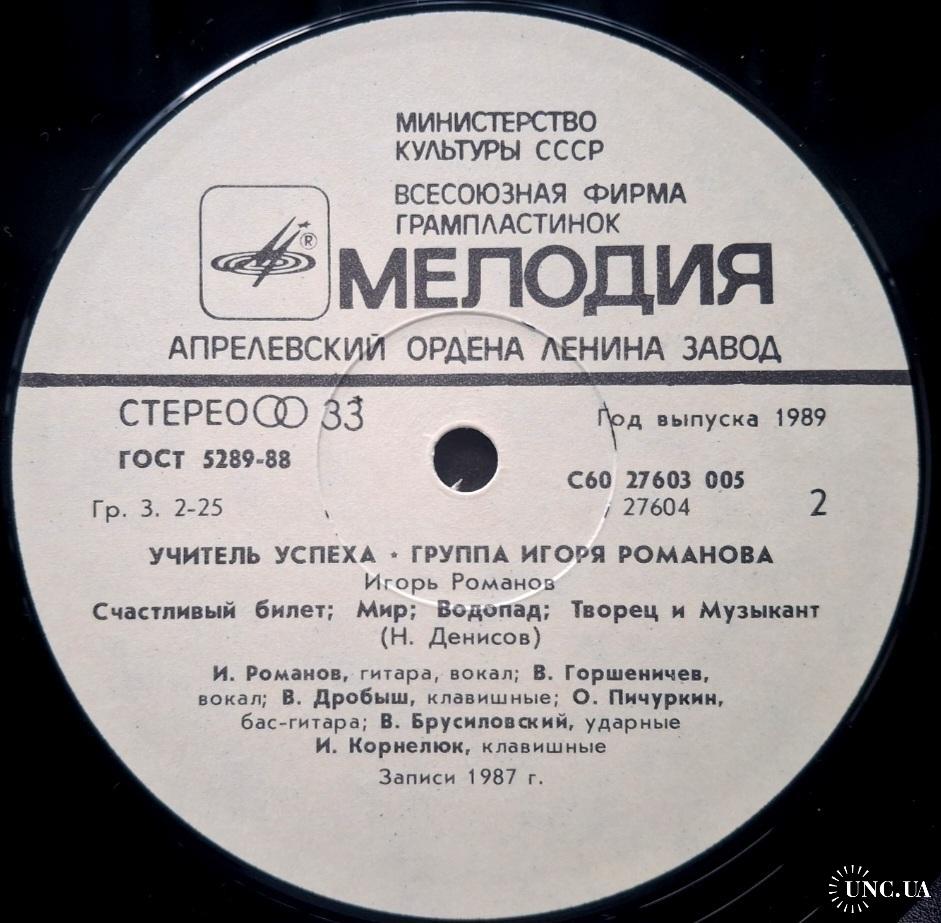 МИНИСТЕРСТВО
КУЛЬТУРЫ СССР
ВСЕСОЮЗНАЯ ФИРМА
ГРАМПЛАСТИНОК
®
МЕЛОДИЯ
АПРЕЛЕВСКИЙ ОРДЕНА ЛЕНИНА ЗАВОД
СТЕРЕО 33
Год выпуска 1989
ГОСТ 5289-88
С60 27603 005
Гр. 3. 2-25
27604
2
УЧИТЕЛЬ УСПЕХА · ГРУППА ИГОРЯ РОМАНОВА
Игорь Романов
Счастливый билет; Мир; Водопад; Творец и Музыкант
(Н. Денисов)
И. Романов, гитара, вокал; В. Горшеничев,
вокал; В. Дробыш, клавишные; О. Пичуркин,
бас-гитара; В. Брусиловский, ударные
И. Корнелюк, клавишные
Записи 1987 г.
UNC.UA